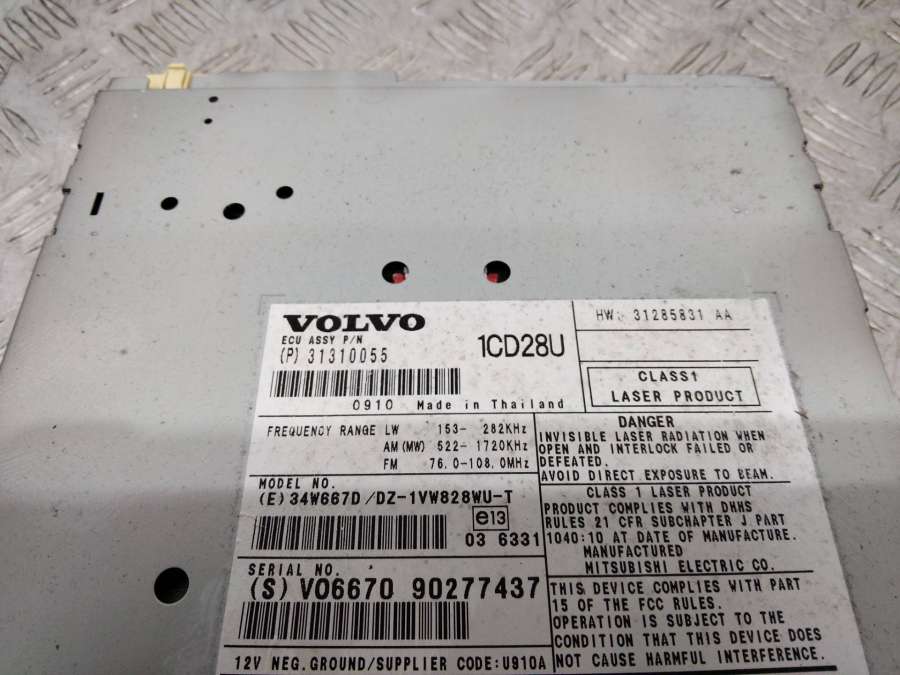 VOLVO
ECU ASSY P/N
(P) 31310055
1CD28U
0910 Made in Thailand
HW: 31285831 AA
CLASS1
LASER PRODUCT
FREQUENCY RANGE LW 153- 282KHz
AM (MW) 522-1720KHz
FM 76.0-108.0MHz
DANGER
INVISIBLE LASER RADIATION WHEN
OPEN AND INTERLOCK FAILED OR
DEFEATED.
AVOID DIRECT EXPOSURE TO BEAM.
MODEL NO.
(E) 34W667D/DZ-1VW828WU-T
e13
03 6331
CLASS 1 LASER PRODUCT
PRODUCT COMPLIES WITH DHHS
RULES 21 CFR SUBCHAPTER J PART
1040:10 AT DATE OF MANUFACTURE.
MANUFACTURED
MITSUBISHI ELECTRIC CO.
SERIAL NO.
(S) V06670 90277437
THIS DEVICE COMPLIES WITH PART
15 OF THE FCC RULES.
OPERATION IS SUBJECT TO THE
CONDITION THAT THIS DEVICE DOES
NOT CAUSE HARMFUL INTERFERENCE.
12V NEG.GROUND/SUPPLIER CODE:U910A